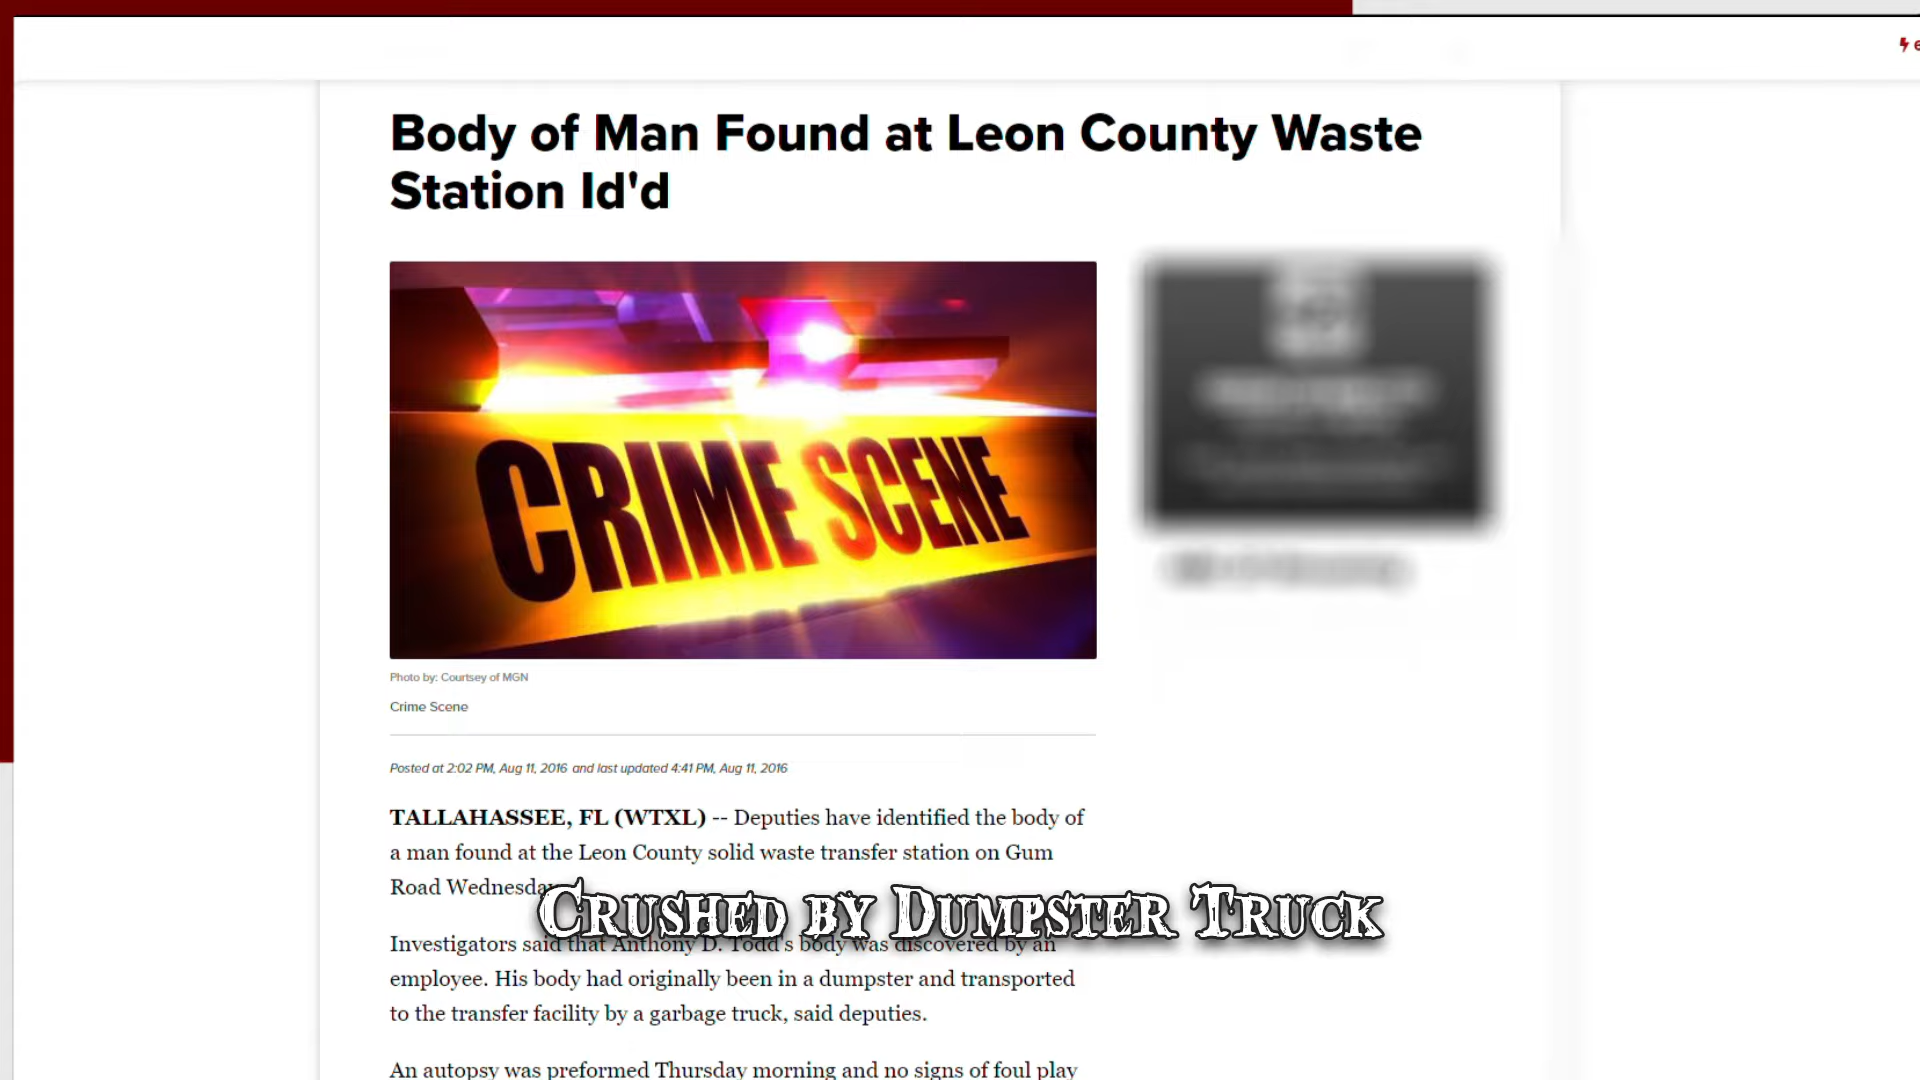 Body of Man Found at Leon County Waste
Station Id'd
CRIME SCENE
Photo by: Courtsey of MGN
Crime Scene
Posted at 2:02 PM, Aug 11, 2016 and last updated 4:41 PM, Aug 11, 2016
TALLAHASSEE, FL (WTXL) -- Deputies have identified the body of
a man found at the Leon County solid waste transfer station on Gum
Road Wednesday
Crushed by Dumpster Truck
Investigators said that Anthony D. Todd's body was discovered by an
employee. His body had originally been in a dumpster and transported
to the transfer facility by a garbage truck, said deputies.
An autopsy was preformed Thursday morning and no signs of foul play